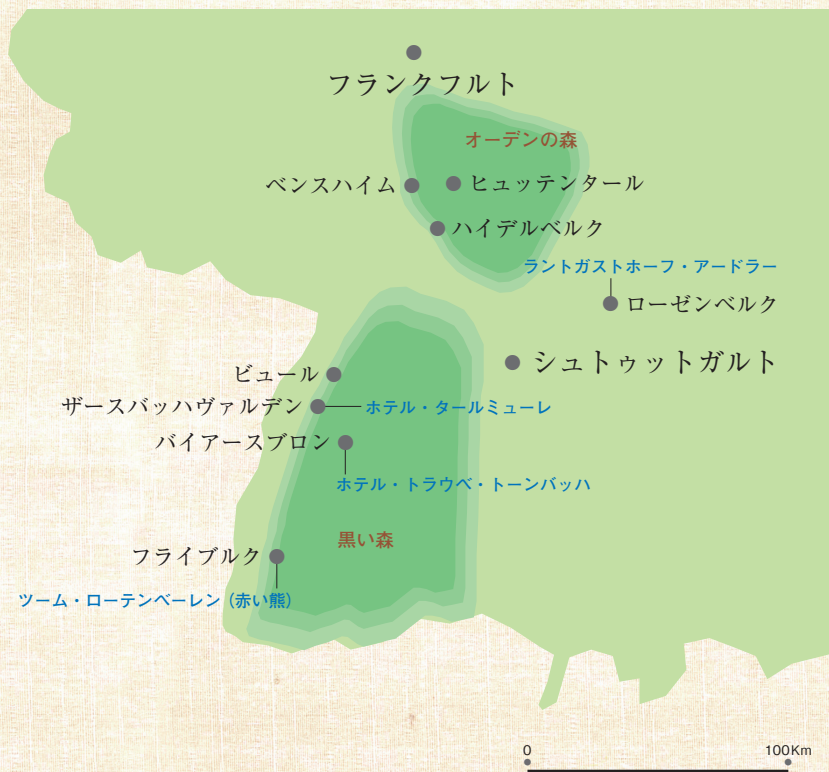 フランクフルト
オーデンの森
ベンスハイム
ヒュッテンタール
ハイデルベルク
ラントガストホーフ・アードラー
ローゼンベルク
シュトゥットガルト
ビュール
ザースバッハヴァルデン
ホテル・タールミューレ
バイアースブロン
ホテル・トラウベ・トーンバッハ
黒い森
フライブルク
ツーム・ローテンベーレン（赤い熊）
0 100Km